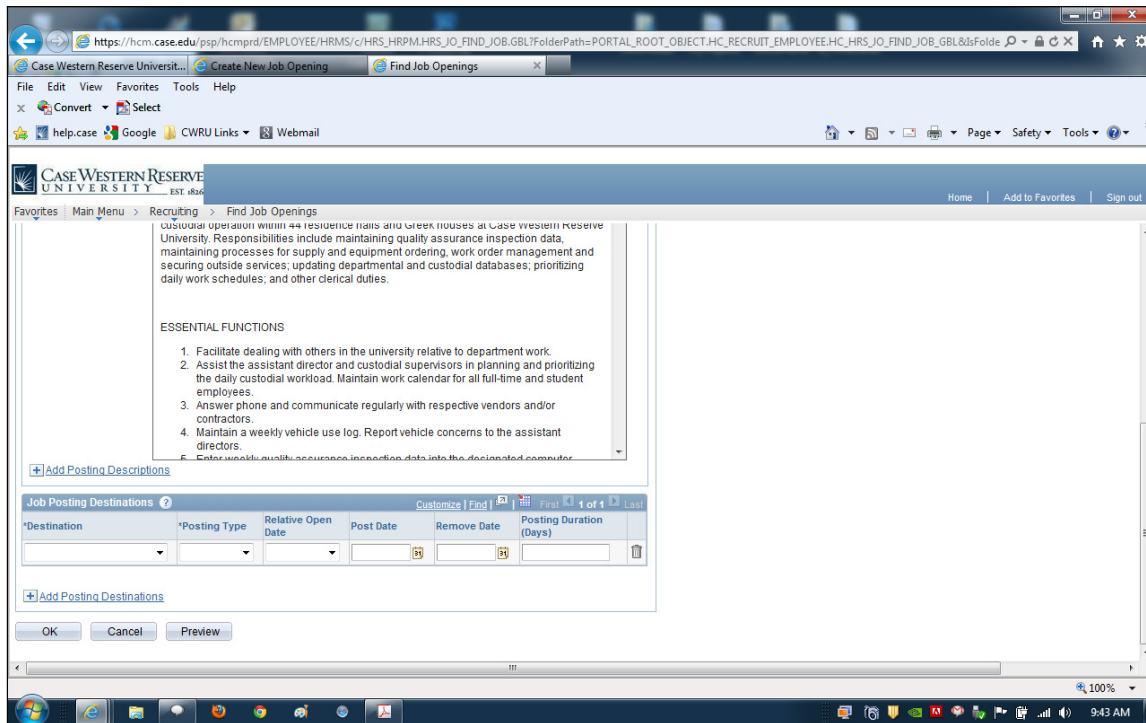 https://hcm.case.edu/psp/hcmprd/EMPLOYEE/HRMS/c/HRS_HRPM.HRS_JO_FIND_JOB.GBL?FolderPath=PORTAL_ROOT_OBJECT.HC_RECRUIT_EMPLOYEE.HC_HRS_JO_FIND_JOB_GBL&IsFolde
Case Western Reserve Universit... Create New Job Opening Find Job Openings
File Edit View Favorites Tools Help
Convert Select
help.case Google CWRU Links Webmail Page Safety Tools
CASE WESTERN RESERVE
UNIVERSITY EST. 1826
Home | Add to Favorites | Sign out
Favorites Main Menu > Recruiting > Find Job Openings
custodial operation within 44 residence halls and Greek houses at Case Western Reserve
University. Responsibilities include maintaining quality assurance inspection data,
maintaining processes for supply and equipment ordering, work order management and
securing outside services; updating departmental and custodial databases; prioritizing
daily work schedules; and other clerical duties.
ESSENTIAL FUNCTIONS
1. Facilitate dealing with others in the university relative to department work.
2. Assist the assistant director and custodial supervisors in planning and prioritizing
the daily custodial workload. Maintain work calendar for all full-time and student
employees.
3. Answer phone and communicate regularly with respective vendors and/or
contractors.
4. Maintain a weekly vehicle use log. Report vehicle concerns to the assistant
directors.
5. Enter weekly quality assurance inspection data into the designated computer
Add Posting Descriptions
Job Posting Destinations Customize | Find | First 1 of 1 Last
*Destination *Posting Type Relative Open Date Post Date Remove Date Posting Duration (Days)
Add Posting Destinations
OK Cancel Preview
100%
9:43 AM